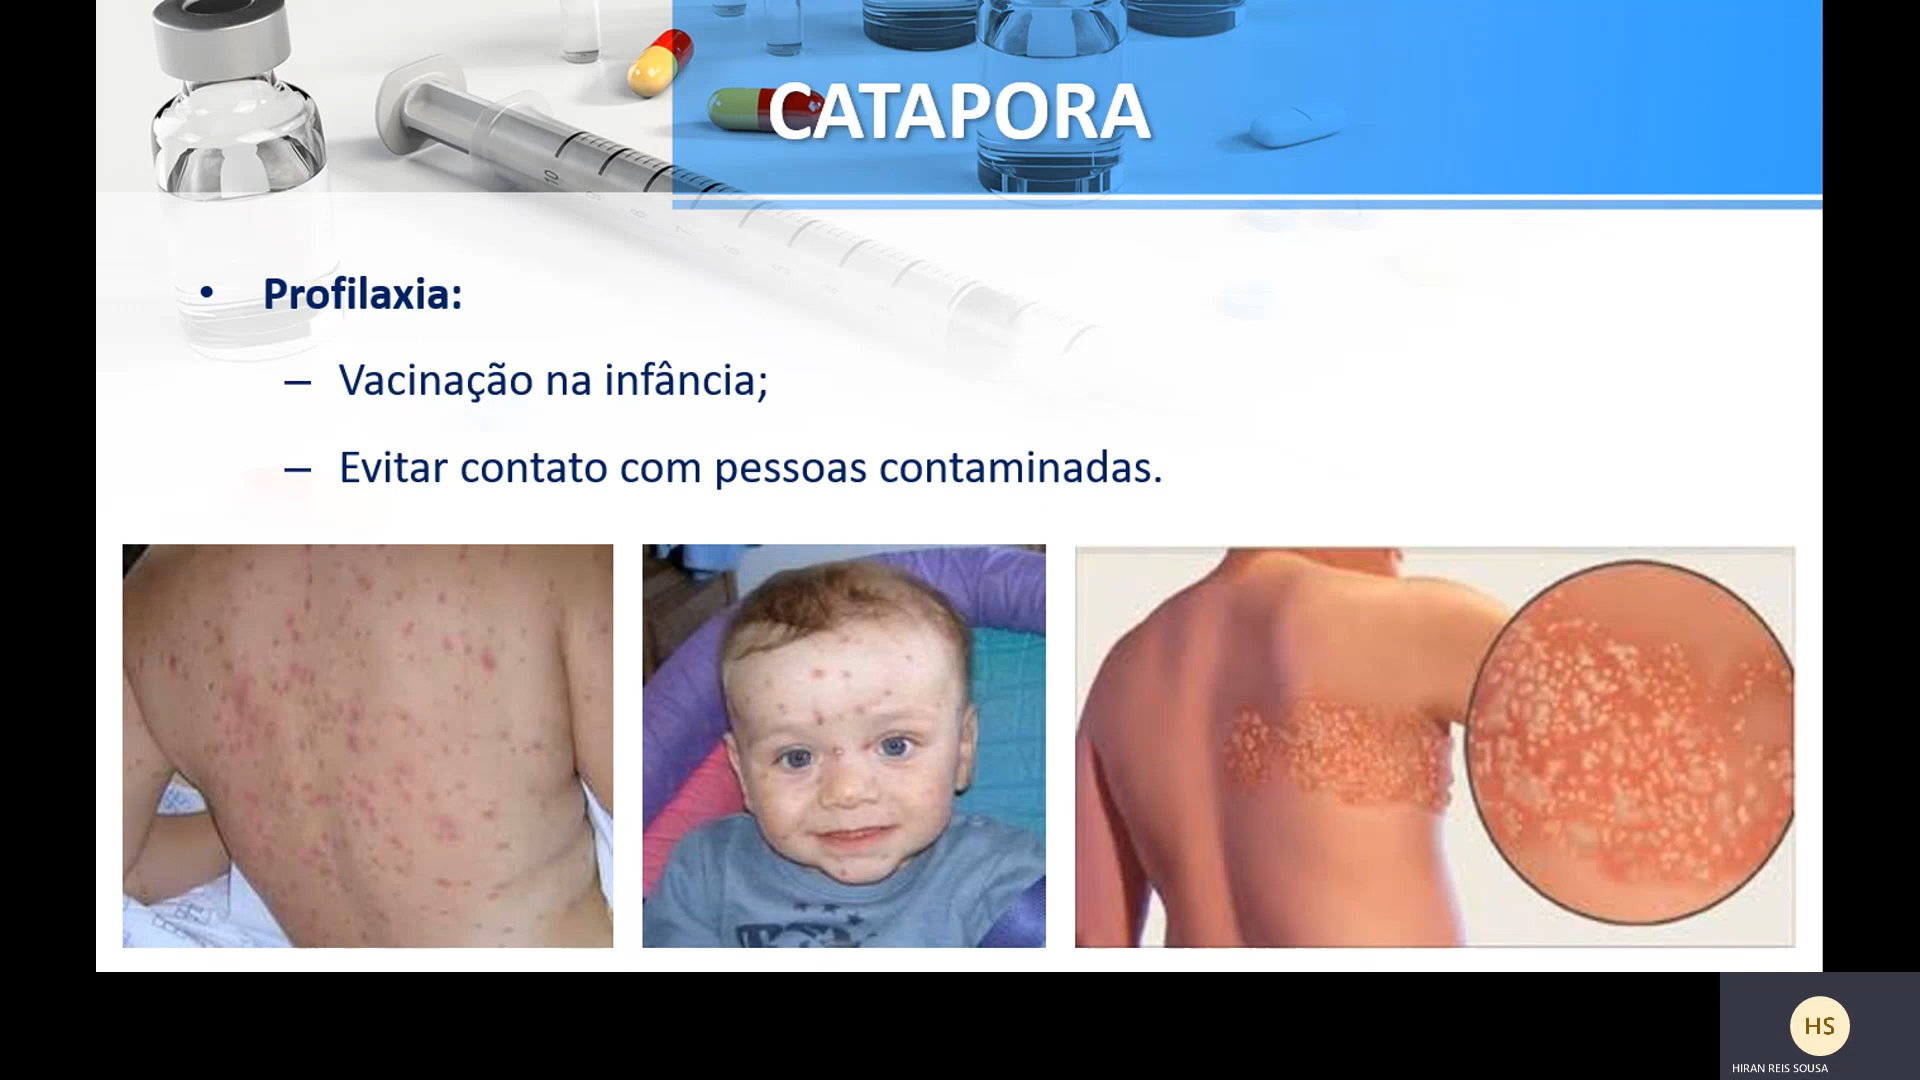 CATAPORA
• Profilaxia:
– Vacinação na infância;
– Evitar contato com pessoas contaminadas.
HS
HIRAN REIS SOUSA